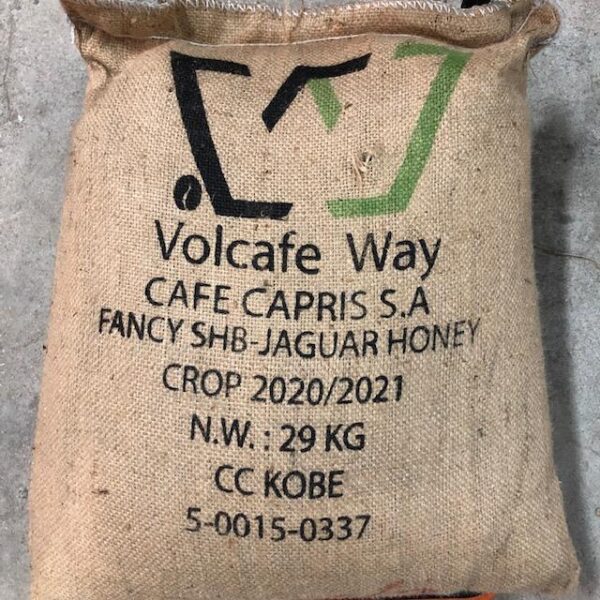 Volcafe Way
CAFE CAPRIS S.A
FANCY SHB-JAGUAR HONEY
CROP 2020/2021
N.W. : 29 KG
CC KOBE
5-0015-0337